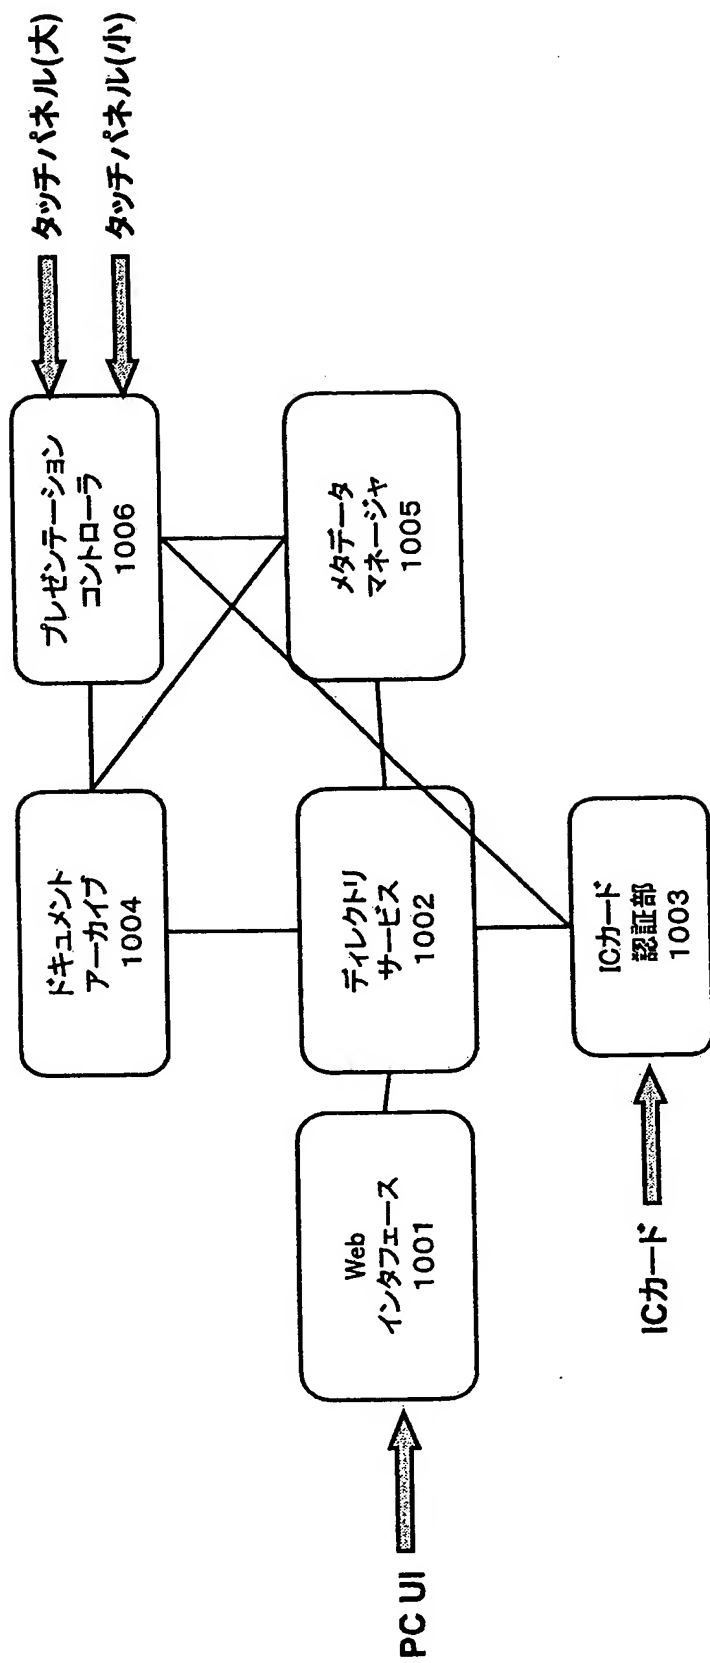 タッチパネル(大)
タッチパネル(小)
プレゼンテーション
コントローラ
1006
メタデータ
マネージャ
1005
ドキュメント
アーカイブ
1004
ディレクトリ
サービス
1002
ICカード
認証部
1003
Web
インタフェース
1001
PC UI
ICカード